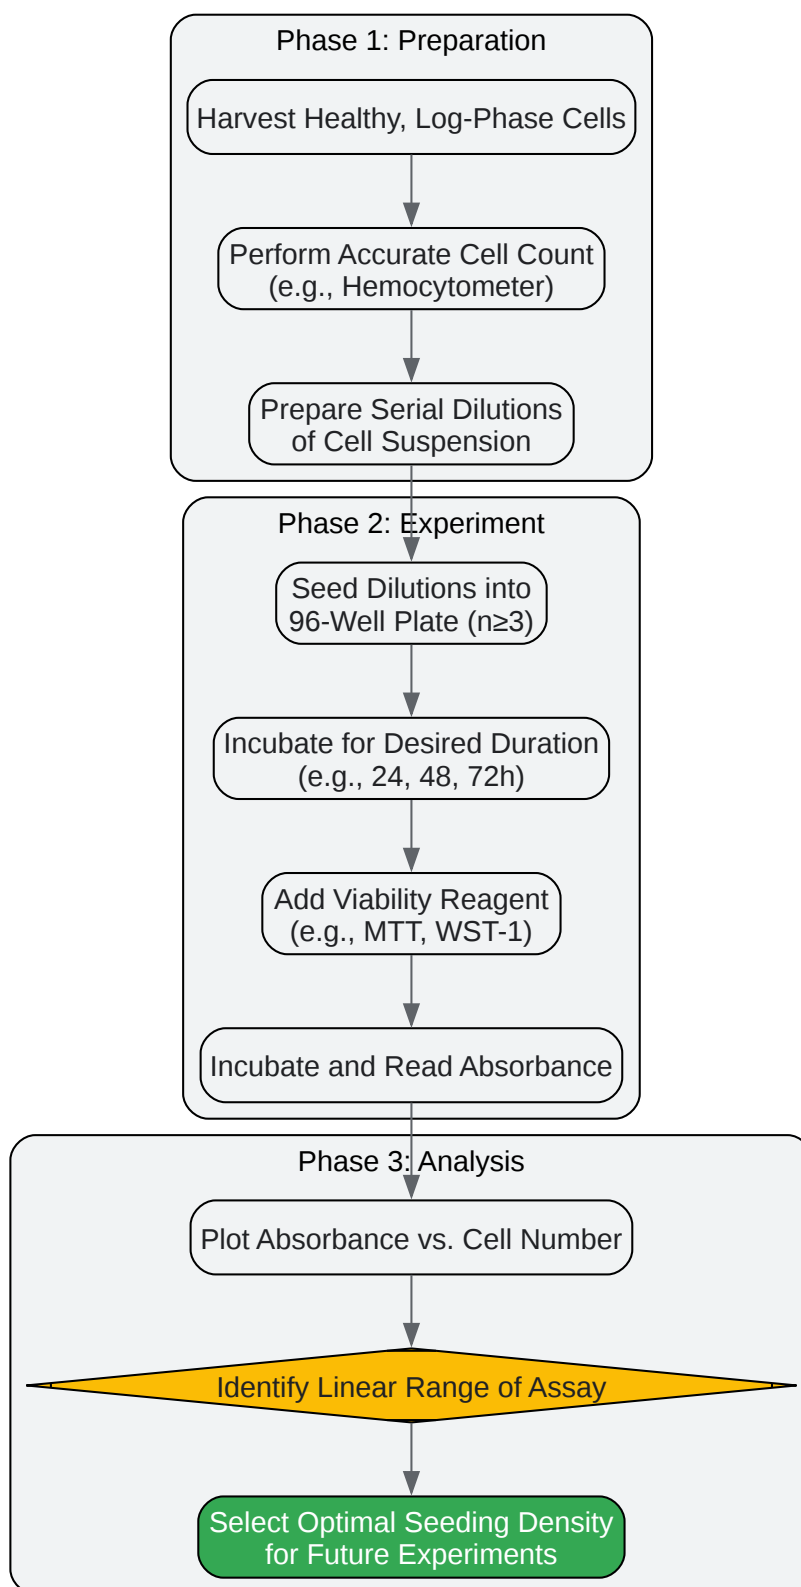 Phase 1: Preparation
Harvest Healthy, Log-Phase Cells
Perform Accurate Cell Count
(e.g., Hemocytometer)
Prepare Serial Dilutions
of Cell Suspension
Phase 2: Experiment
Seed Dilutions into
96-Well Plate (n≥3)
Incubate for Desired Duration
(e.g., 24, 48, 72h)
Add Viability Reagent
(e.g., MTT, WST-1)
Incubate and Read Absorbance
Phase 3: Analysis
Plot Absorbance vs. Cell Number
Identify Linear Range of Assay
Select Optimal Seeding Density
for Future Experiments